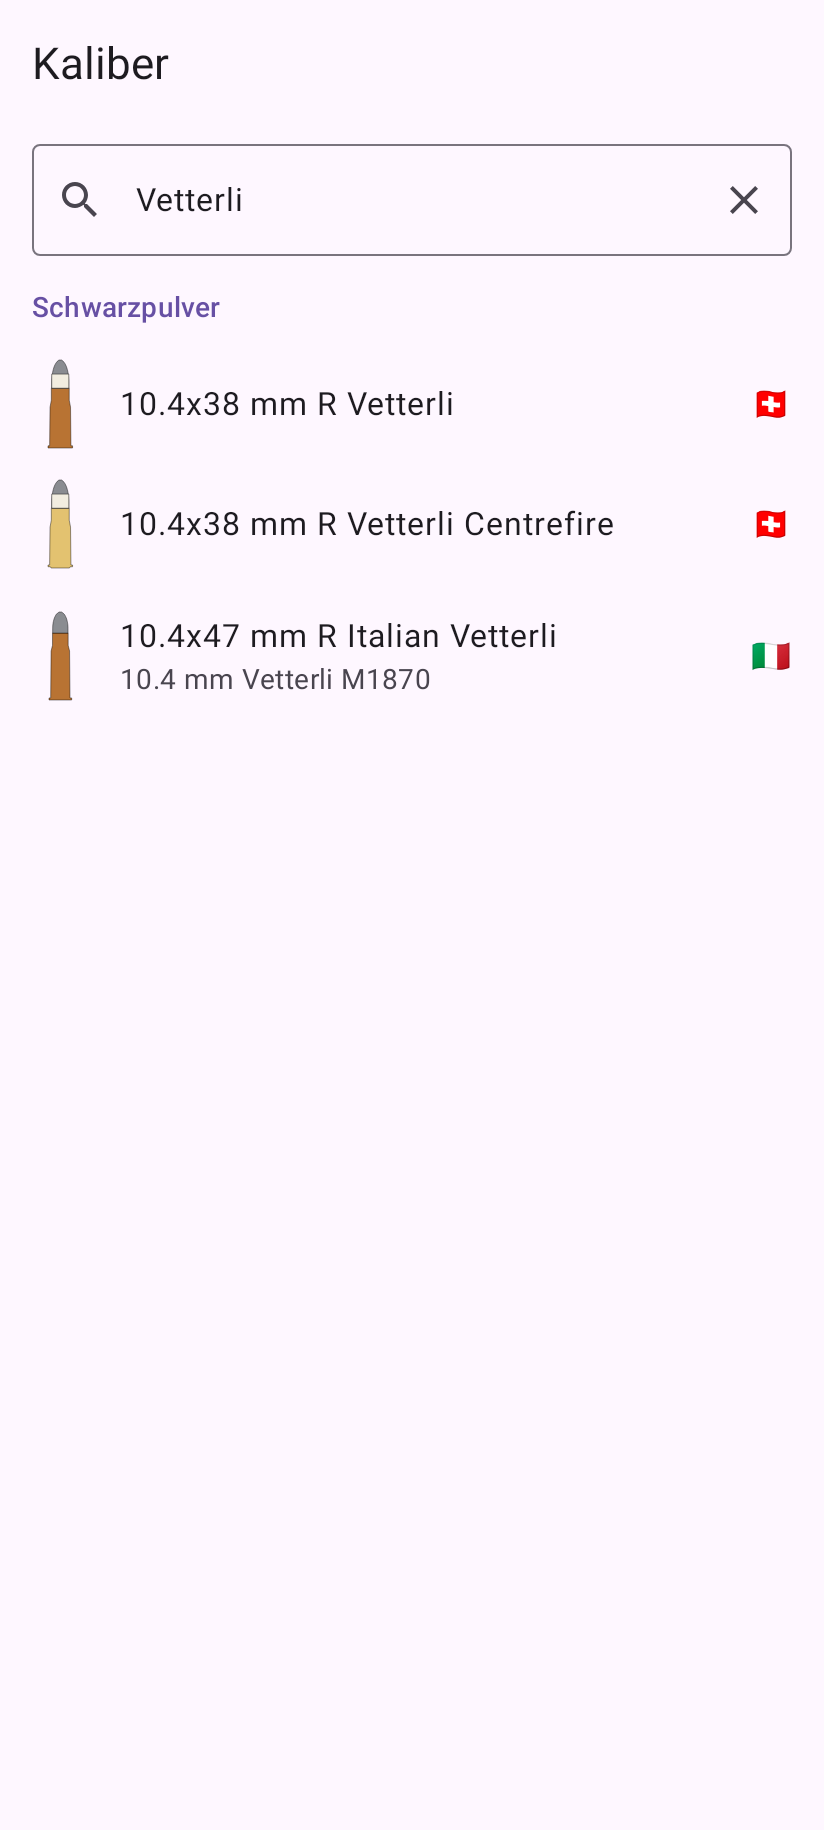 Kaliber
Vetterli
Schwarzpulver
10.4x38 mm R Vetterli
10.4x38 mm R Vetterli Centrefire
10.4x47 mm R Italian Vetterli
10.4 mm Vetterli M1870